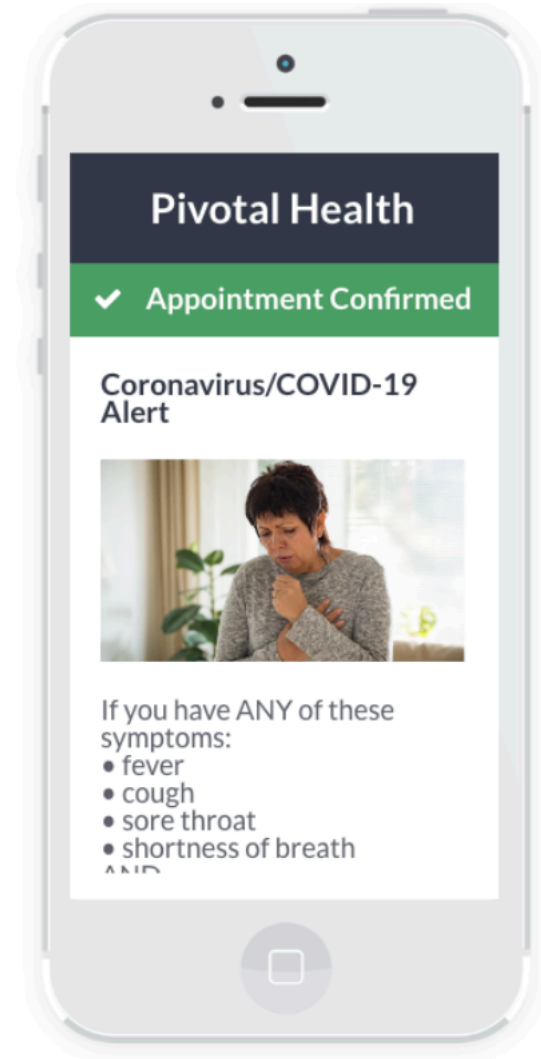 Pivotal Health
✔ Appointment Confirmed
Coronavirus/COVID-19
Alert
If you have ANY of these
symptoms:
• fever
• cough
• sore throat
• shortness of breath
AND